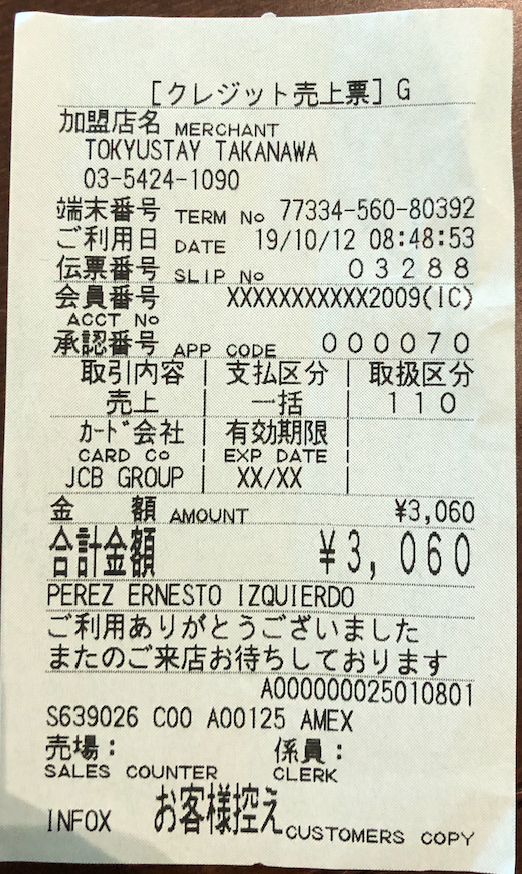 [クレジット売上票] G
加盟店名 MERCHANT
TOKYUSTAY TAKANAWA
03-5424-1090
端末番号 TERM No 77334-560-80392
ご利用日 DATE 19/10/12 08:48:53
伝票番号 SLIP No 03288
会員番号 XXXXXXXXXXX2009(IC)
ACCT No
承認番号 APP CODE 000070
取引内容 | 支払区分 | 取扱区分
売上 | 一括 | 110
カード会社 | 有効期限 |
CARD Co | EXP DATE |
JCB GROUP | XX/XX |
金 額 AMOUNT ¥3,060
合計金額 ¥3,060
PEREZ ERNESTO IZQUIERDO
ご利用ありがとうございました
またのご来店お待ちしております
A000000025010801
S639026 C00 A00125 AMEX
売場: 係員:
SALES COUNTER CLERK
INFOX お客様控え CUSTOMERS COPY